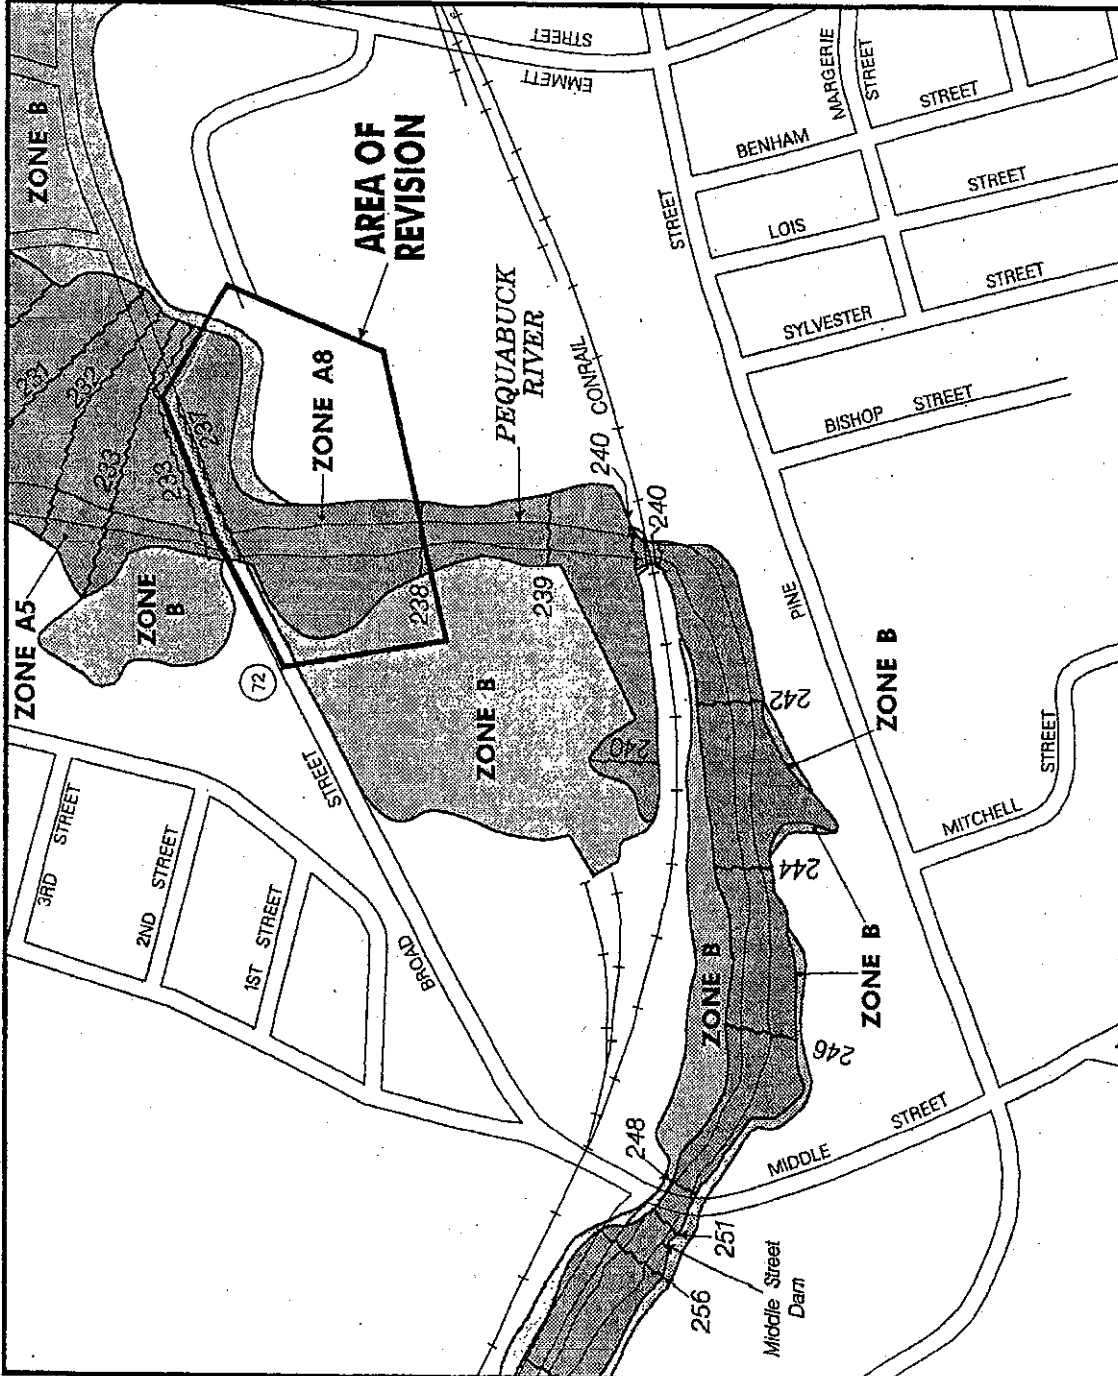 ZONE B
AREA OF
REVISION
STREET
EMMETT
MARGERIE
STREET
BENHAM
STREET
LOIS
STREET
STREET
SYLVESTER
STREET
BISHOP STREET
PEQUABUCK
RIVER
CONRAIL
231
232
233
233
237
ZONE A8
240
240
ZONE A5
ZONE
B
72
238
239
ZONE B
240
PINE
242
ZONE B
STREET
MITCHELL
3RD STREET
2ND STREET
1ST STREET
STREET
BROAD
244
ZONE B
ZONE B
246
248
MIDDLE STREET
251
256
Middle Street
Dam